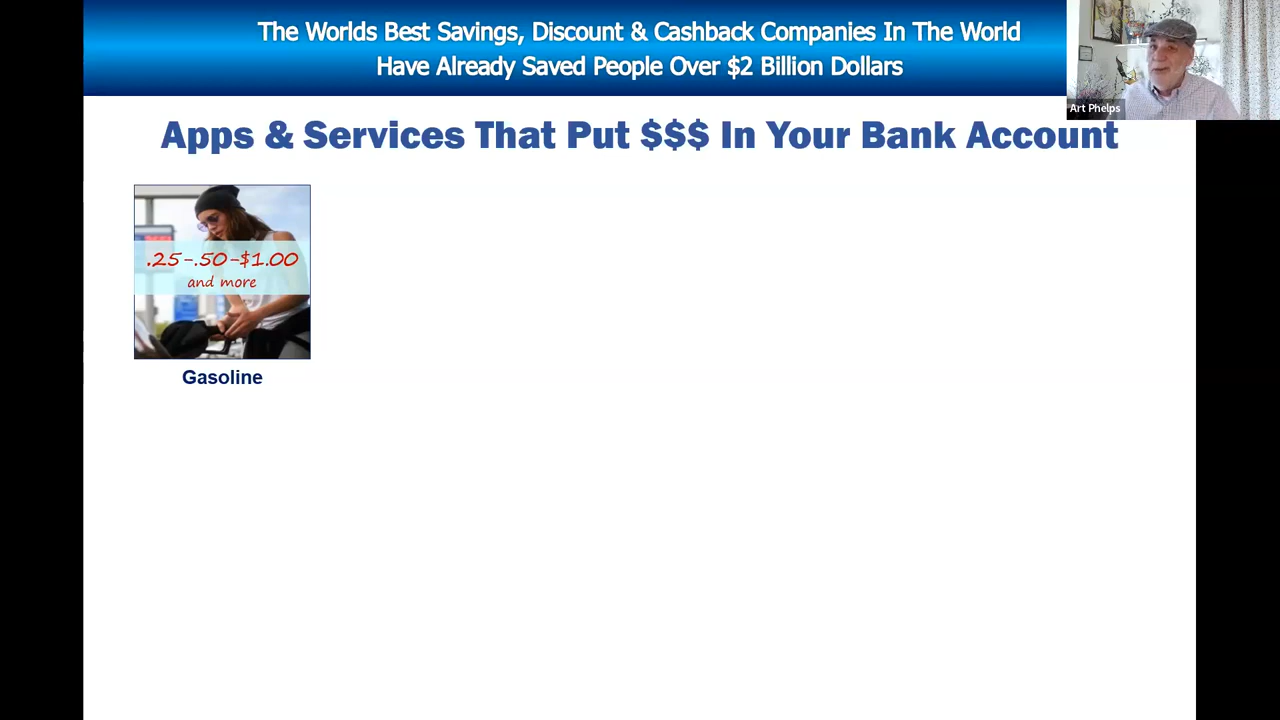 The Worlds Best Savings, Discount & Cashback Companies In The World
Have Already Saved People Over $2 Billion Dollars
Art Phelps
Apps & Services That Put $$$ In Your Bank Account
.25-.50-$1.00
and more
Gasoline